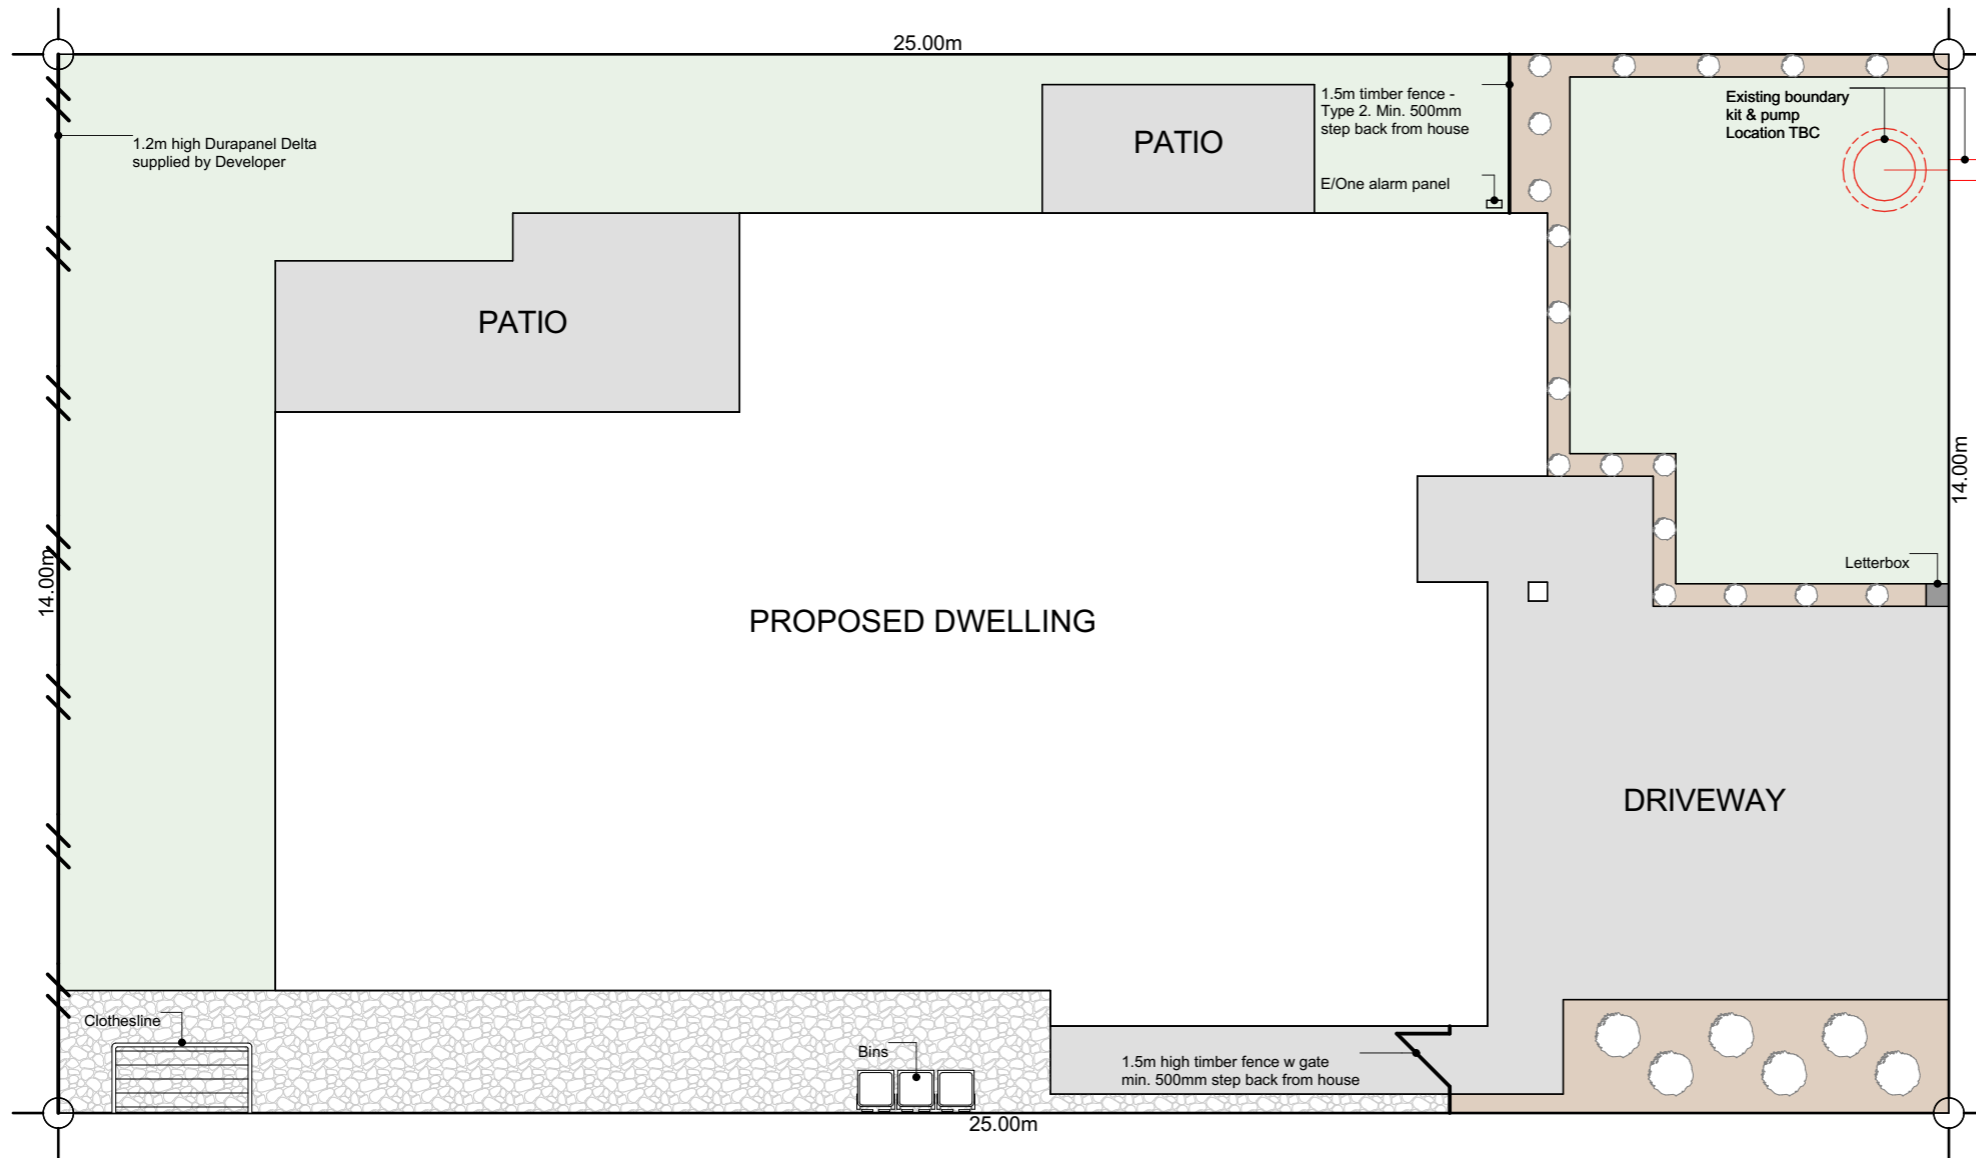 25.00m
1.2m high Durapanel Delta
supplied by Developer
PATIO
1.5m timber fence -
Type 2. Min. 500mm
step back from house
E/One alarm panel
Existing boundary
kit & pump
Location TBC
PATIO
14.00m
14.00m
Letterbox
PROPOSED DWELLING
DRIVEWAY
Clothesline
Bins
1.5m high timber fence w gate
min. 500mm step back from house
25.00m